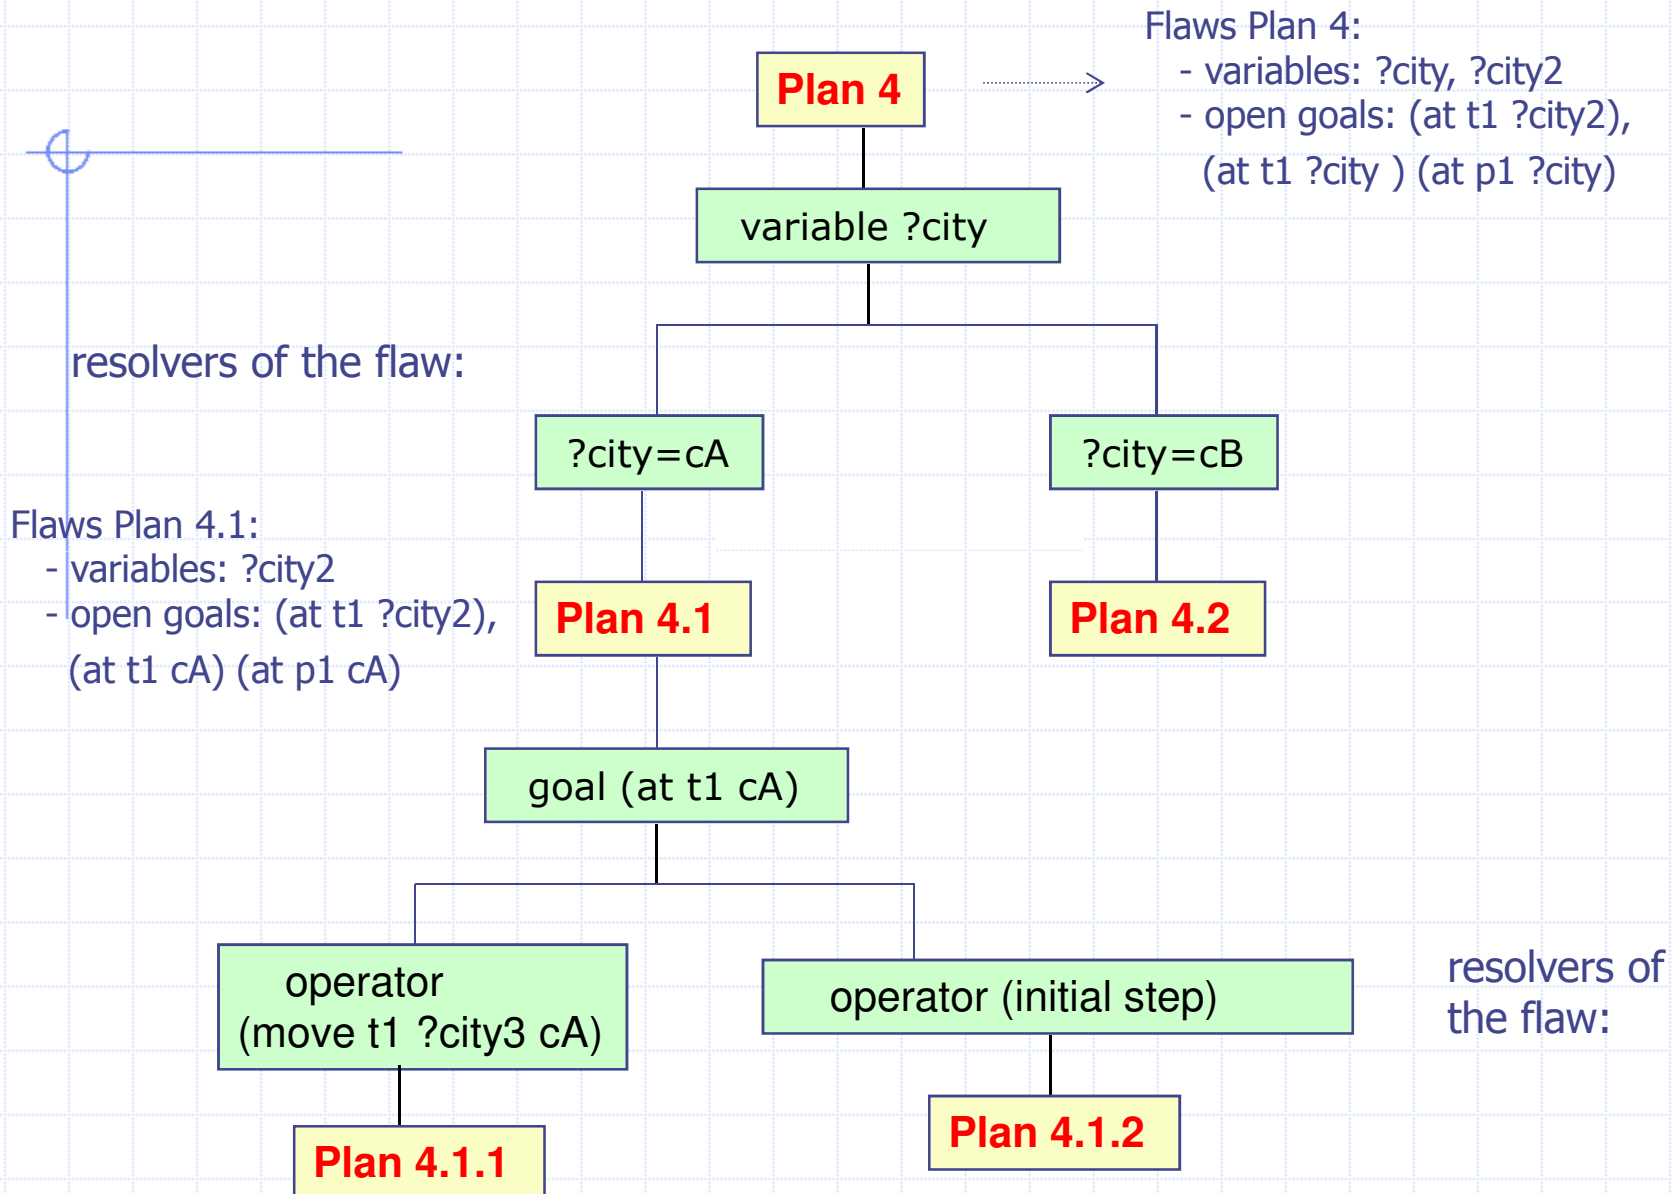 Flaws Plan 4:
- variables: ?city, ?city2
- open goals: (at t1 ?city2),
(at t1 ?city ) (at p1 ?city)
Plan 4
variable ?city
resolvers of the flaw:
?city=cA
?city=cB
Flaws Plan 4.1:
- variables: ?city2
- open goals: (at t1 ?city2),
(at t1 cA) (at p1 cA)
Plan 4.1
Plan 4.2
goal (at t1 cA)
operator
(move t1 ?city3 cA)
operator (initial step)
resolvers of
the flaw:
Plan 4.1.1
Plan 4.1.2